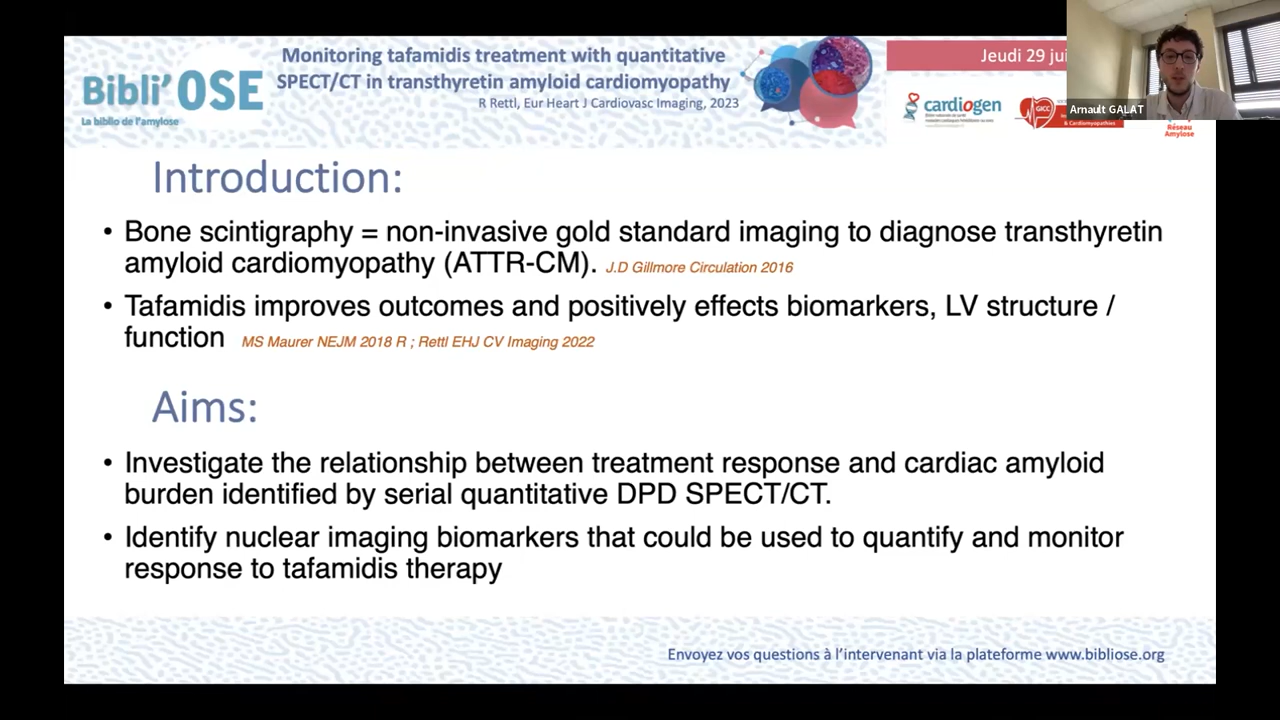 Monitoring tafamidis treatment with quantitative
SPECT/CT in transthyretin amyloid cardiomyopathy
R Rettl, Eur Heart J Cardiovasc Imaging, 2023
Bibli'OSE
La biblio de l'amylose
Jeudi 29 jui
cardiogen
GICC
& Cardiomyopathies
Réseau
Amylose
Arnault GALAT
Introduction:
• Bone scintigraphy = non-invasive gold standard imaging to diagnose transthyretin
amyloid cardiomyopathy (ATTR-CM). J.D Gillmore Circulation 2016
• Tafamidis improves outcomes and positively effects biomarkers, LV structure /
function MS Maurer NEJM 2018 R ; Rettl EHJ CV Imaging 2022
Aims:
• Investigate the relationship between treatment response and cardiac amyloid
burden identified by serial quantitative DPD SPECT/CT.
• Identify nuclear imaging biomarkers that could be used to quantify and monitor
response to tafamidis therapy
Envoyez vos questions à l'intervenant via la plateforme www.bibliose.org